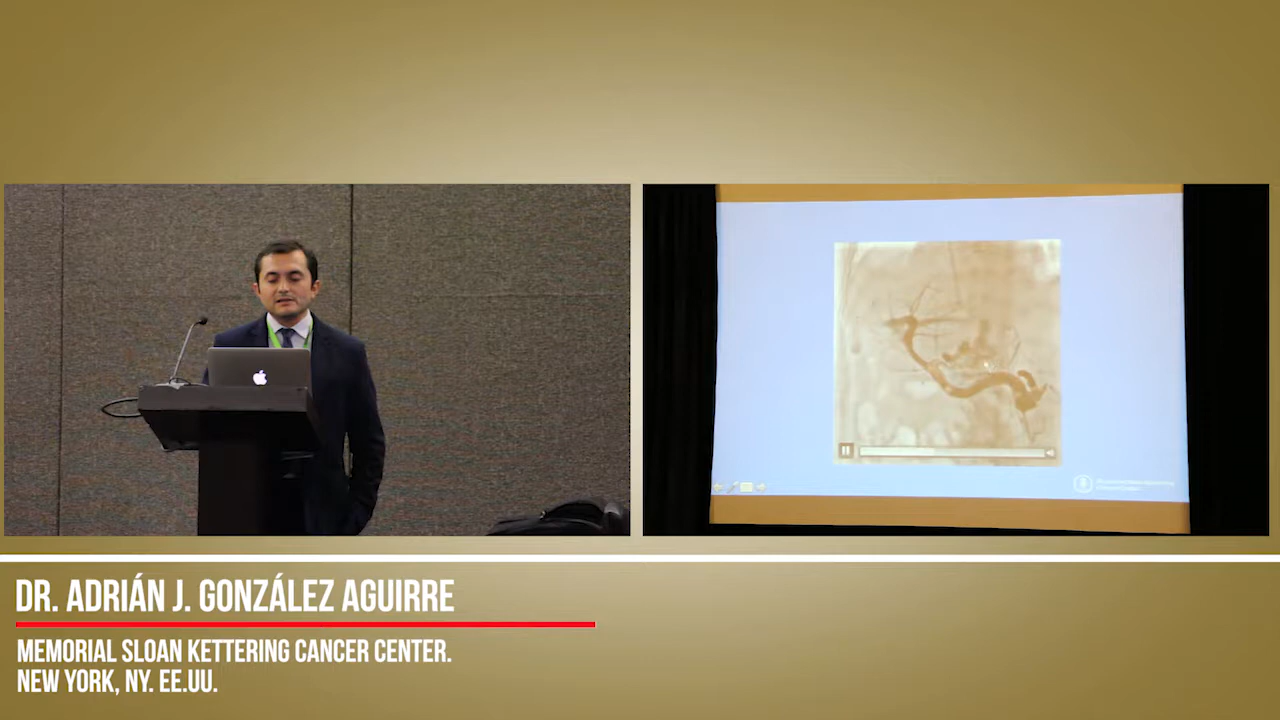 DR. ADRIÁN J. GONZÁLEZ AGUIRRE
MEMORIAL SLOAN KETTERING CANCER CENTER.
NEW YORK, NY. EE.UU.